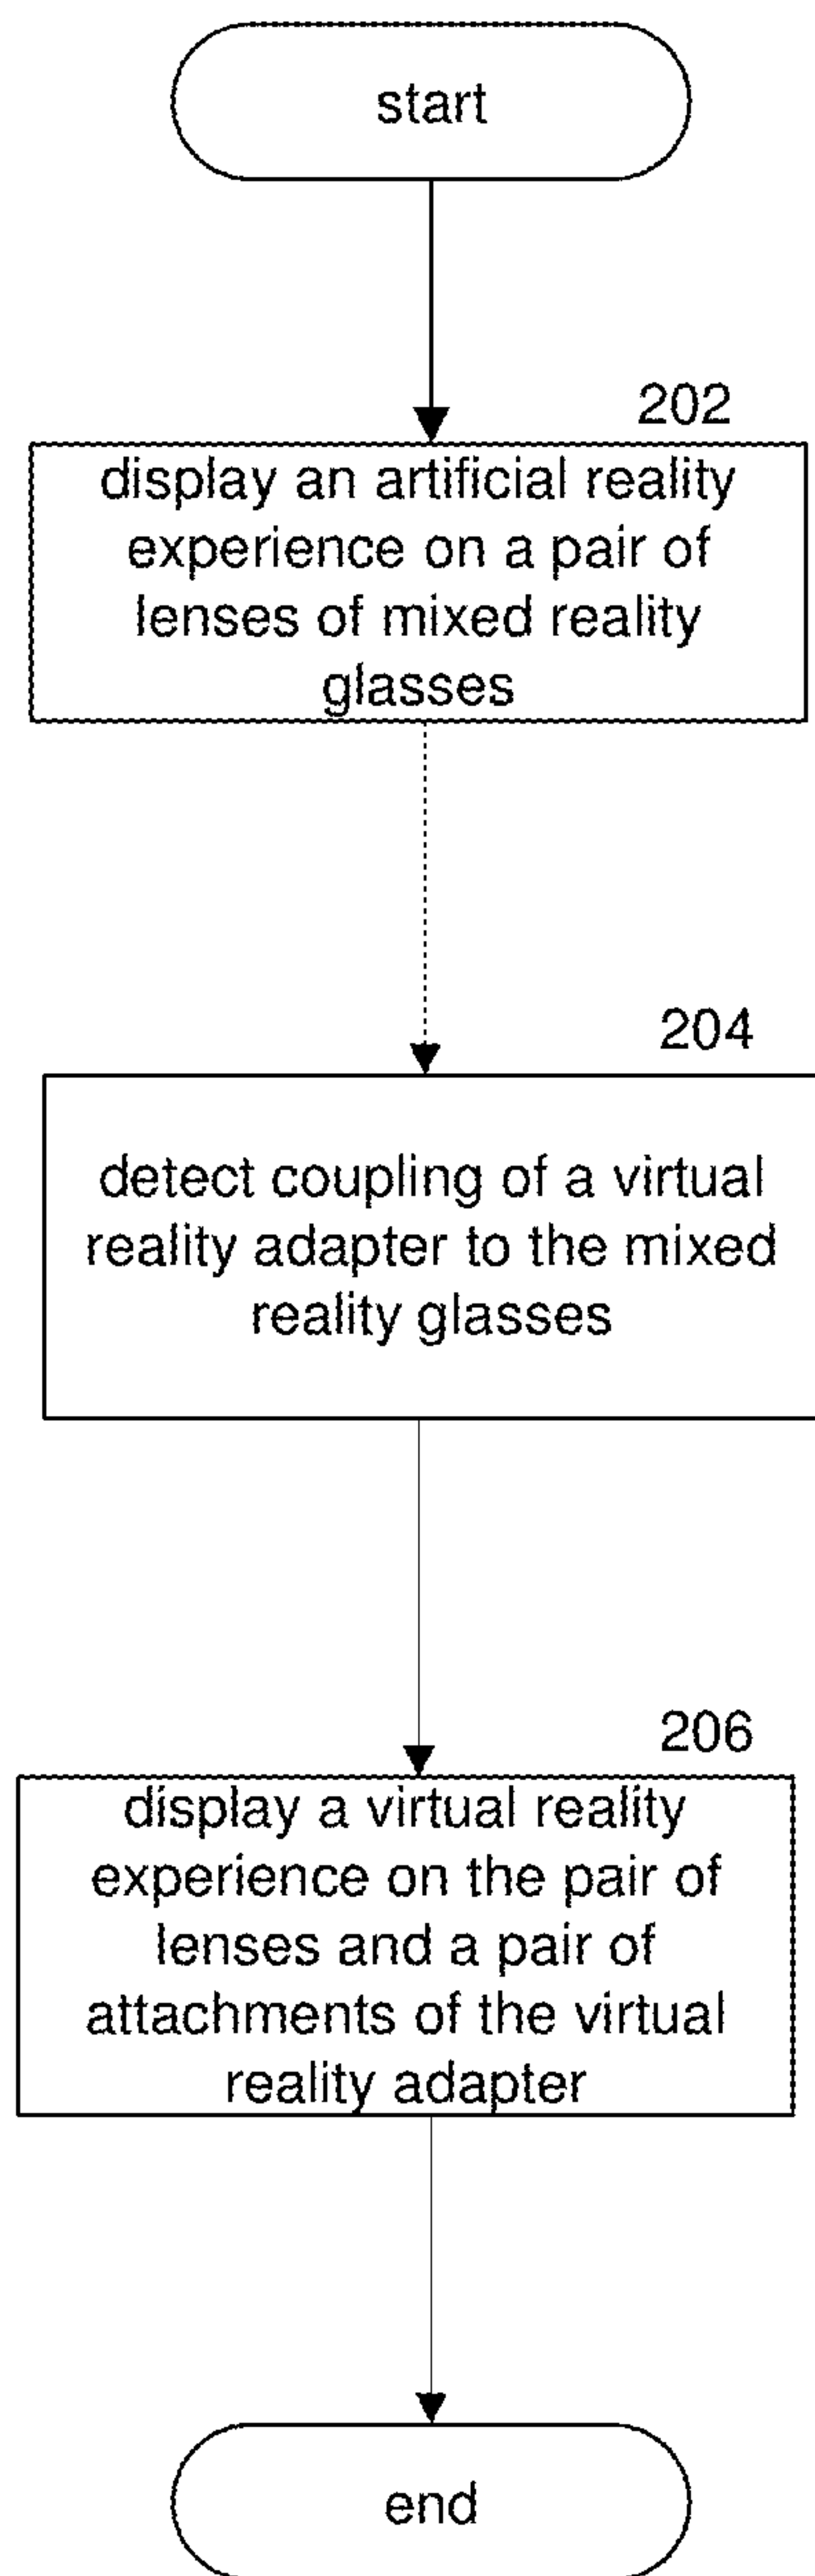 start
202
display an artificial reality
experience on a pair of
lenses of mixed reality
glasses
204
detect coupling of a virtual
reality adapter to the mixed
reality glasses
206
display a virtual reality
experience on the pair of
lenses and a pair of
attachments of the virtual
reality adapter
end